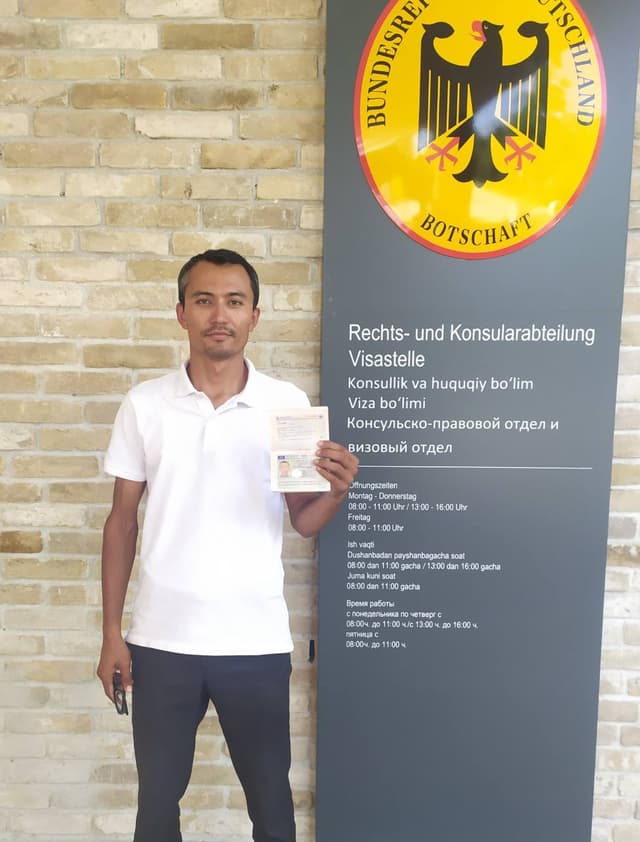 BUNDESRE DEUTSCHLAND
BOTSCHAFT
Rechts- und Konsularabteilung
Visastelle
Konsullik va huquqiy bo‘lim
Viza bo‘limi
Консульско-правовой отдел и
визовый отдел
Öffnungszeiten
Montag - Donnerstag
08:00 - 11:00 Uhr / 13:00 - 16:00 Uhr
Freitag
08:00 - 11:00 Uhr
Ish vaqti
Dushanbadan payshanbagacha soat
08:00 dan 11:00 gacha / 13:00 dan 16:00 gacha
Juma kuni soat
08:00 dan 11:00 gacha
Время работы
с понедельника по четверг с
08:00ч. до 11:00 ч./с 13:00 ч. до 16:00 ч.
пятница с
08:00ч. до 11:00 ч.